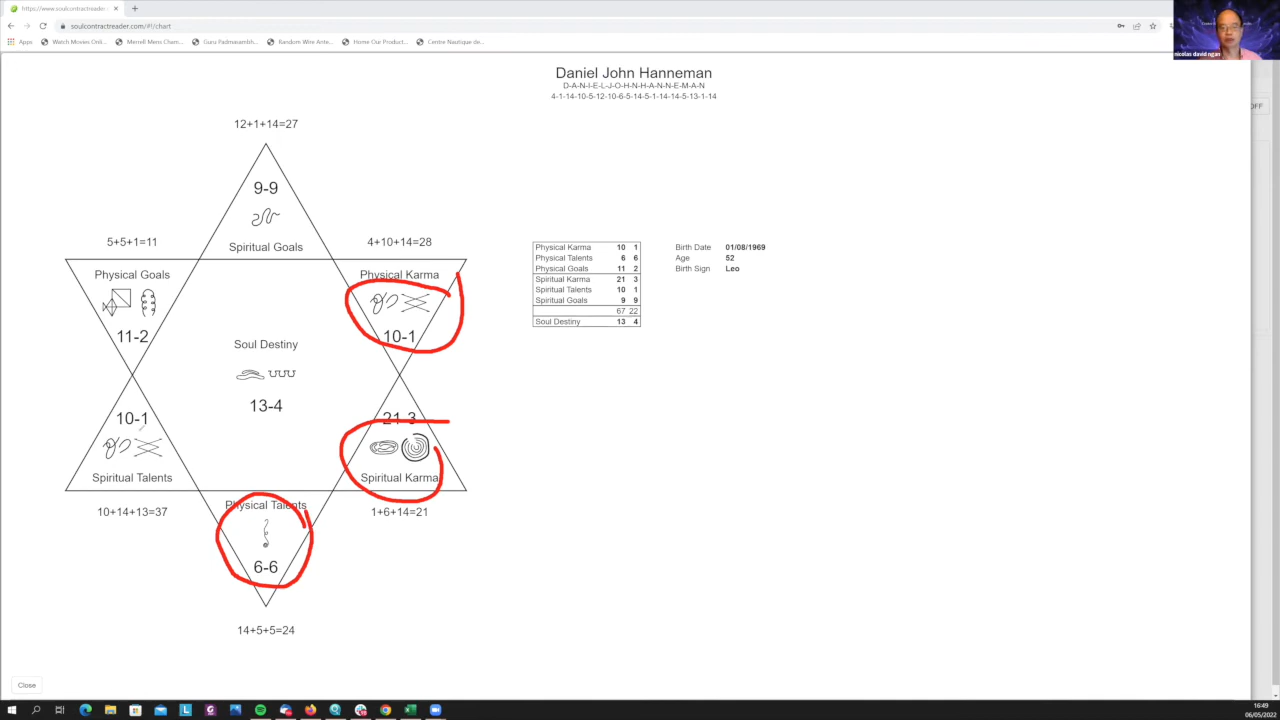 https://www.soulcontractreader.c
soulcontractreader.com/#!/chart
Apps
Watch Movies Onli...
Merrell Mens Cham...
Guru Padmasambh...
Random Wire Ante...
Home Our Product...
Centre Nautique de...
nicolas david ngan
OFF
Daniel John Hanneman
D-A-N-I-E-L-J-O-H-N-H-A-N-N-E-M-A-N
4-1-14-10-5-12-10-6-5-14-5-1-14-14-5-13-1-14
12+1+14=27
9-9
Spiritual Goals
5+5+1=11
4+10+14=28
Physical Goals
Physical Karma
11-2
10-1
Soul Destiny
13-4
10-1
21-3
Spiritual Talents
Spiritual Karma
10+14+13=37
Physical Talents
1+6+14=21
6-6
14+5+5=24
Physical Karma 10 1
Physical Talents 6 6
Physical Goals 11 2
Spiritual Karma 21 3
Spiritual Talents 10 1
Spiritual Goals 9 9
67 22
Soul Destiny 13 4
Birth Date 01/08/1969
Age 52
Birth Sign Leo
Close
16:49
06/05/2022